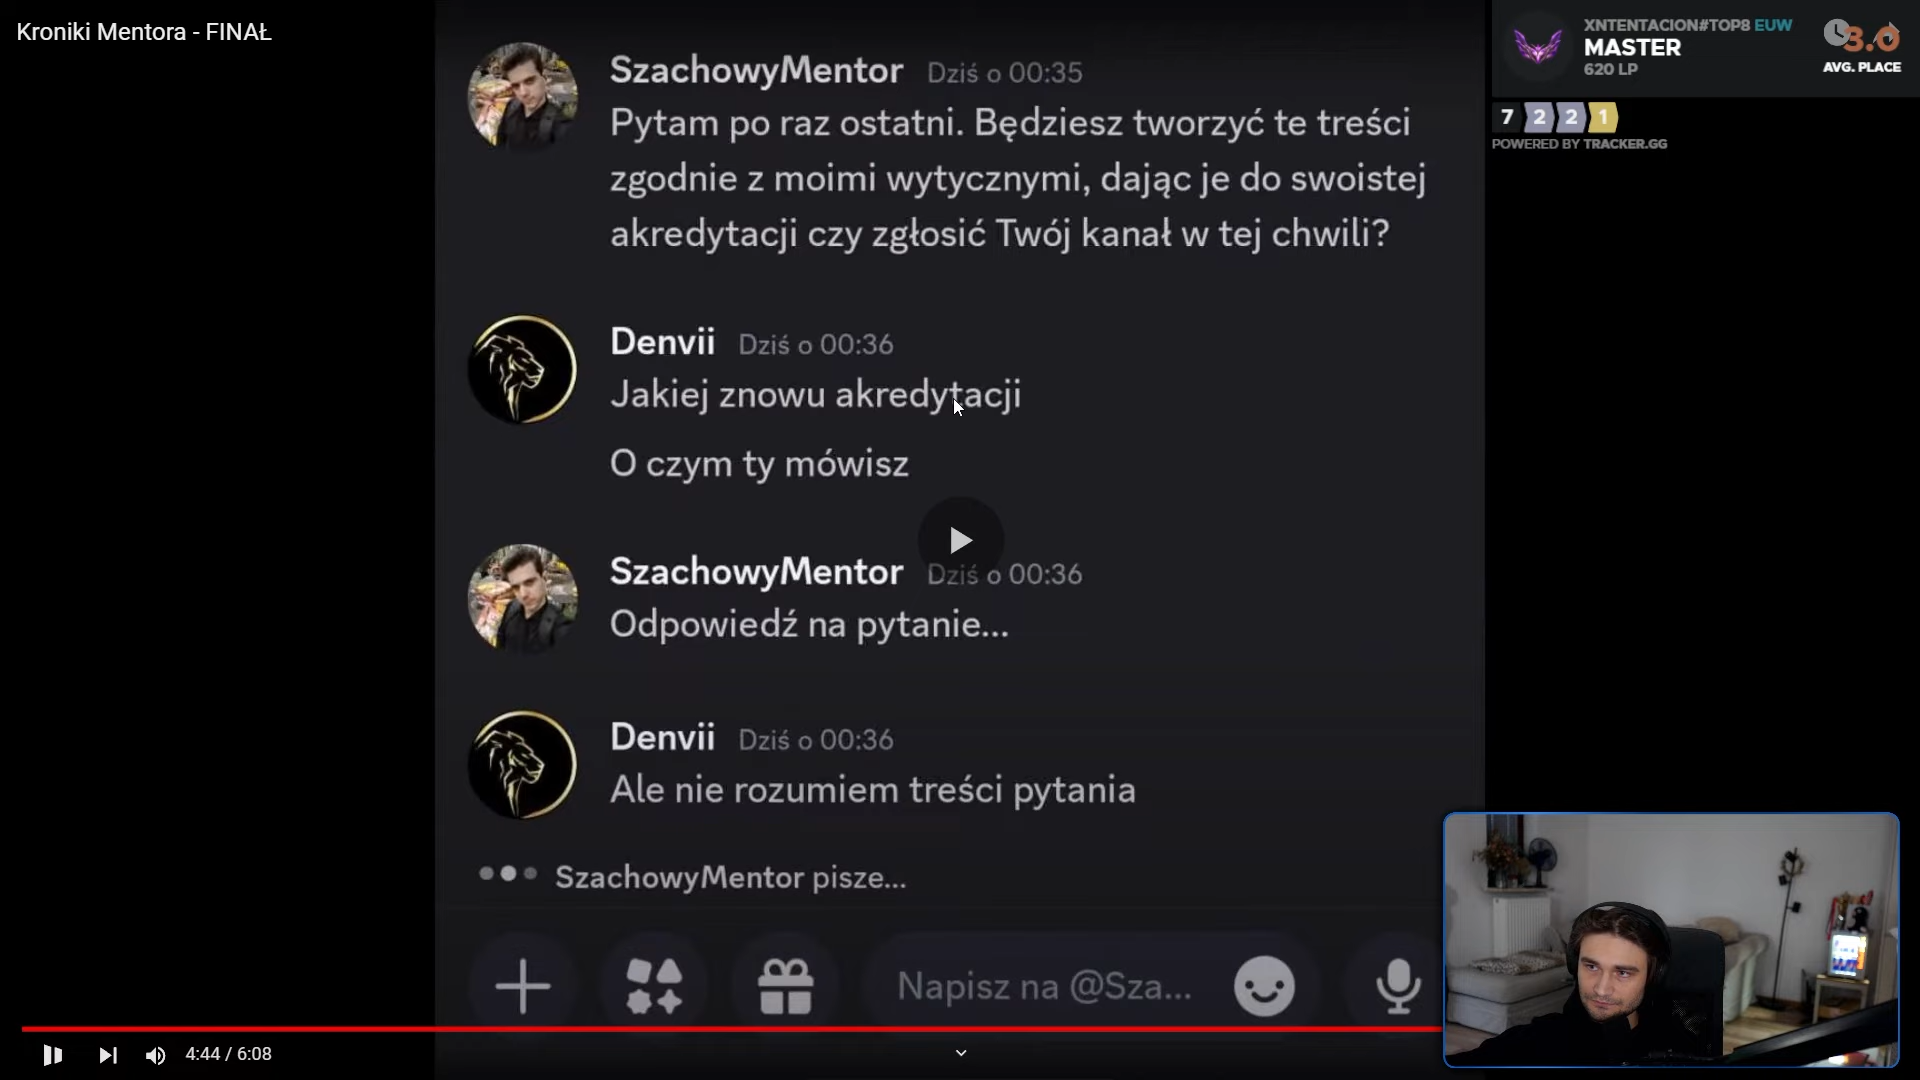 Kroniki Mentora - FINAŁ
XNTENTACION#TOP8 EUW
MASTER
620 LP
3.0
AVG. PLACE
7 2 2 1
POWERED BY TRACKER.GG
SzachowyMentor Dziś o 00:35
Pytam po raz ostatni. Będziesz tworzyć te treści
zgodnie z moimi wytycznymi, dając je do swoistej
akredytacji czy zgłosić Twój kanał w tej chwili?
Denvii Dziś o 00:36
Jakiej znowu akredytacji
O czym ty mówisz
SzachowyMentor Dziś o 00:36
Odpowiedź na pytanie...
Denvii Dziś o 00:36
Ale nie rozumiem treści pytania
SzachowyMentor pisze...
Napisz na @Sza...
4:44 / 6:08